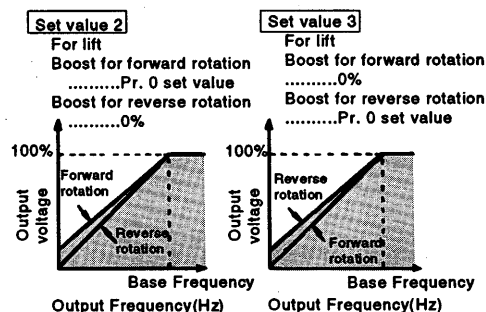 Set value 2
For lift
Boost for forward rotation
..........Pr. 0 set value
Boost for reverse rotation
..........0%
100%
Forward
rotation
Reverse
rotation
Output
voltage
Base Frequency
Output Frequency(Hz)
Set value 3
For lift
Boost for forward rotation
..........0%
Boost for reverse rotation
..........Pr. 0 set value
100%
Reverse
rotation
Forward
rotation
Output
voltage
Base Frequency
Output Frequency(Hz)